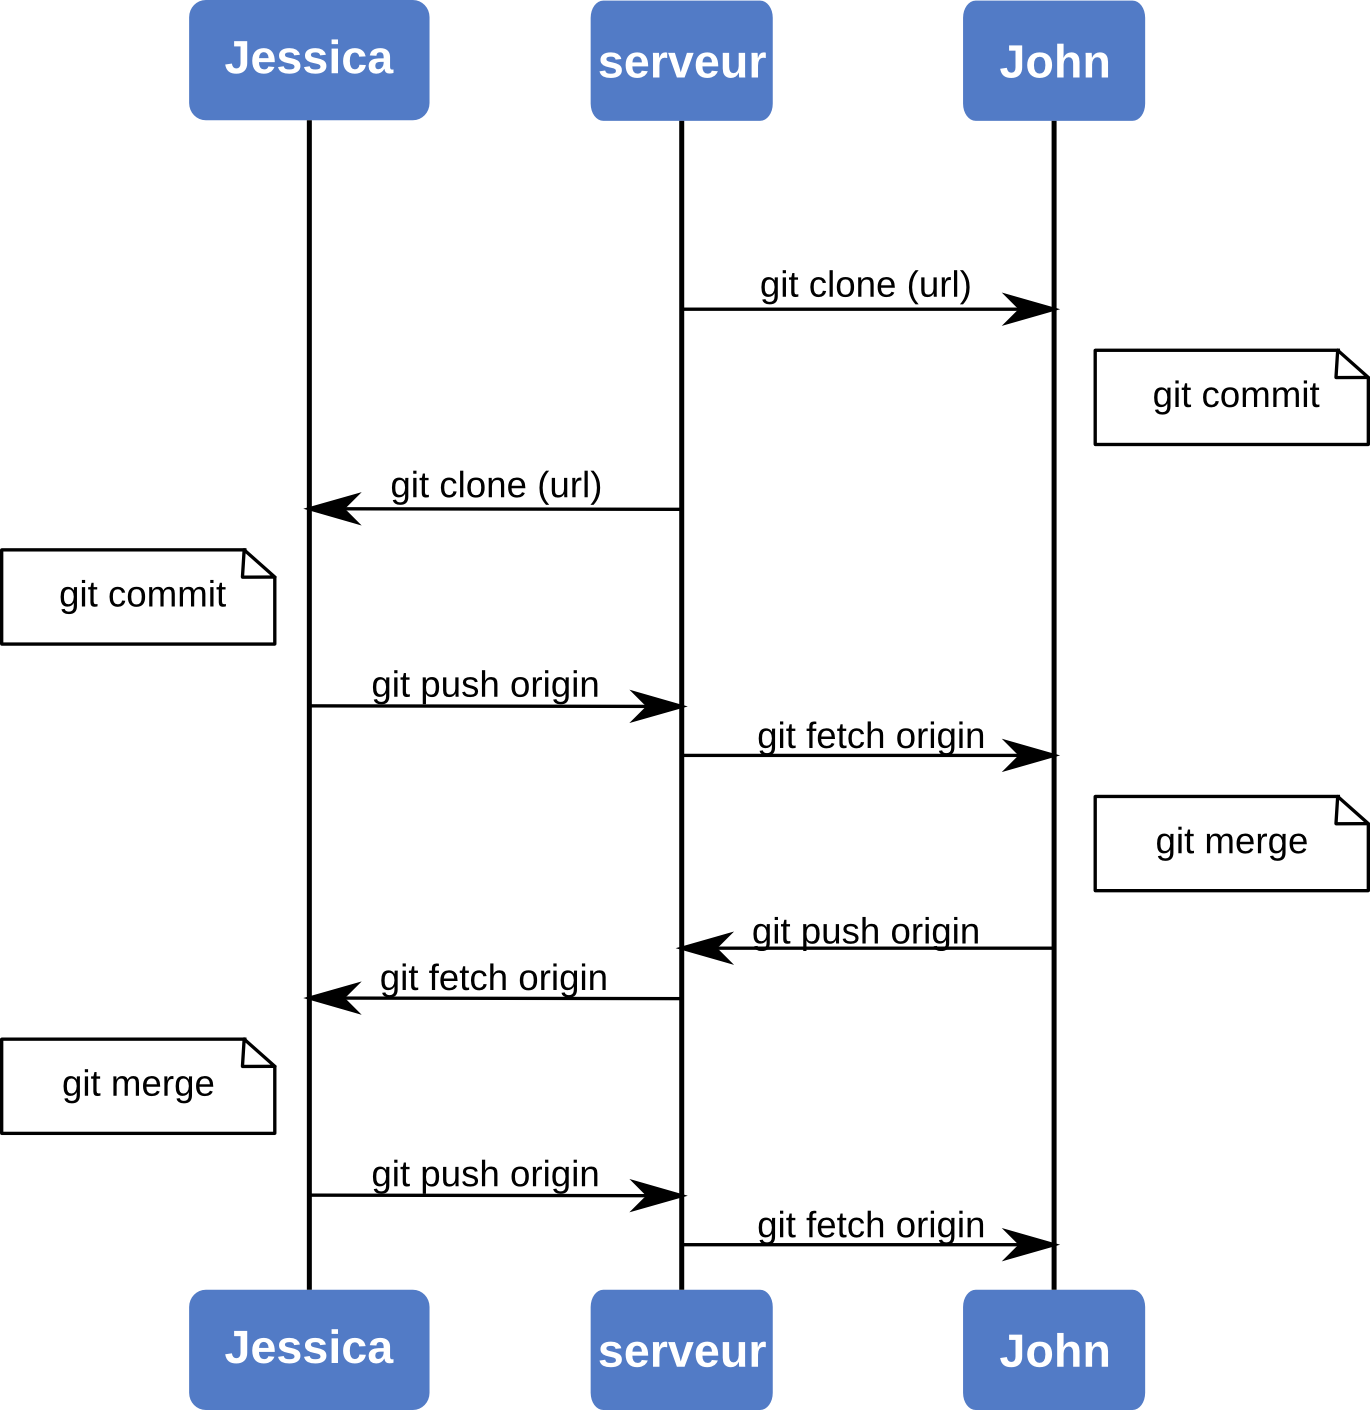 Jessica
serveur
John
git clone (url)
git commit
git clone (url)
git commit
git push origin
git fetch origin
git merge
git push origin
git fetch origin
git merge
git push origin
git fetch origin
Jessica
serveur
John